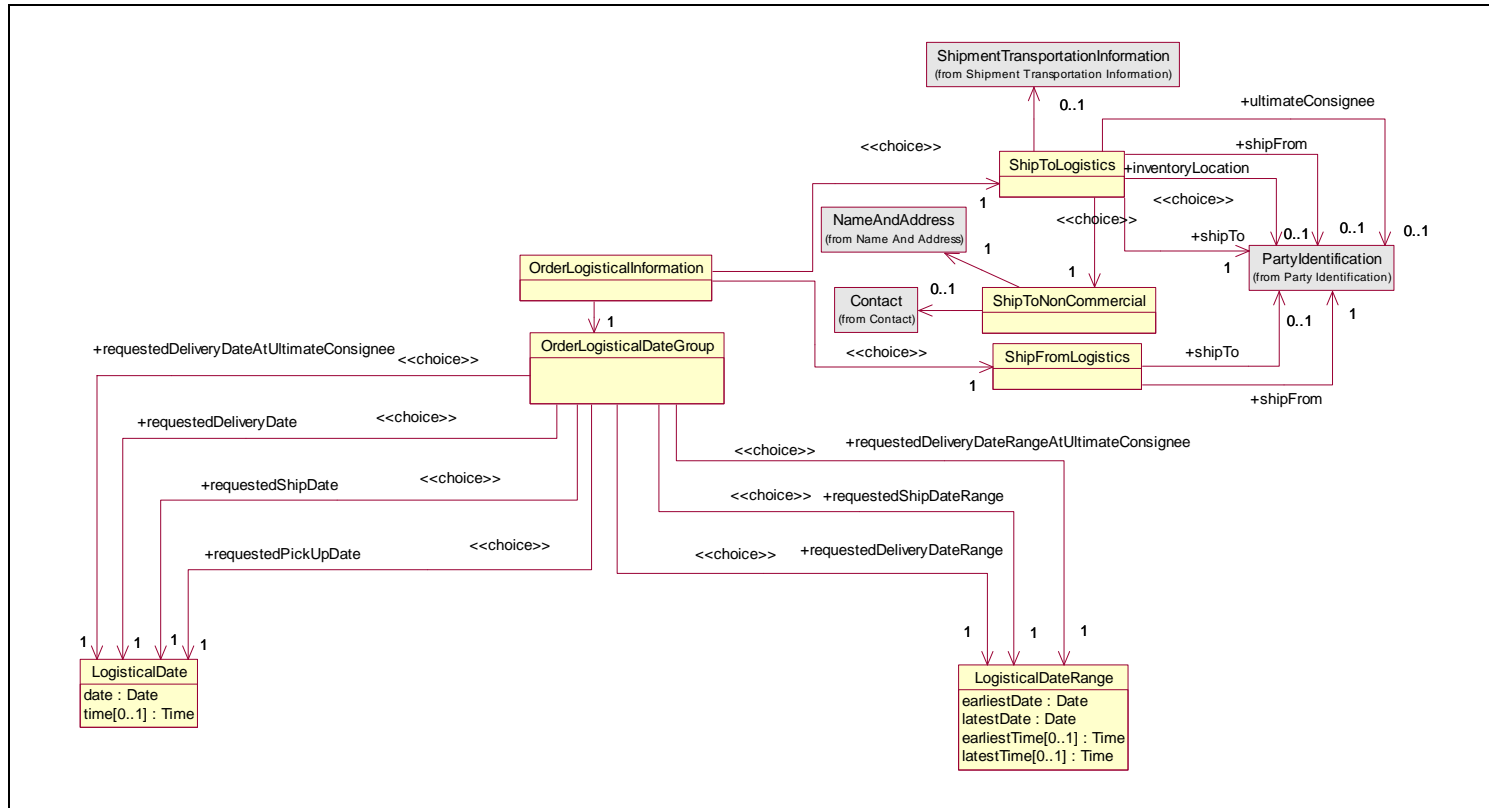 ShipmentTransportationInformation
(from Shipment Transportation Information)
0..1
+ultimateConsignee
<<choice>>
+shipFrom
ShipToLogistics
+inventoryLocation
1
<<choice>>
<<choice>>
NameAndAddress
(from Name And Address)
+shipTo
0..1
0..1
0..1
1
1
PartyIdentification
(from Party Identification)
OrderLogisticalInformation
1
ShipToNonCommercial
0..1
Contact
(from Contact)
0..1
1
1
OrderLogisticalDateGroup
+requestedDeliveryDateAtUltimateConsignee
<<choice>>
<<choice>>
ShipFromLogistics
+shipTo
1
+shipFrom
+requestedDeliveryDate
<<choice>>
+requestedDeliveryDateRangeAtUltimateConsignee
<<choice>>
+requestedShipDate
<<choice>>
<<choice>>
+requestedShipDateRange
+requestedPickUpDate
<<choice>>
<<choice>>
+requestedDeliveryDateRange
1
1
1
1
1
1
1
LogisticalDate
date : Date
time[0..1] : Time
LogisticalDateRange
earliestDate : Date
latestDate : Date
earliestTime[0..1] : Time
latestTime[0..1] : Time